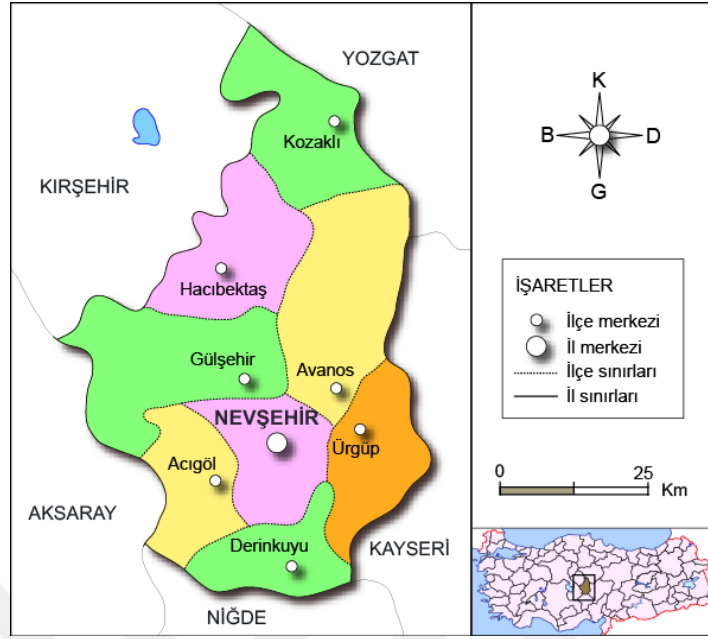 YOZGAT
Kozaklı
KIRŞEHİR
Hacıbektaş
Gülşehir
Avanos
NEVŞEHİR
Ürgüp
Acıgöl
AKSARAY
Derinkuyu
KAYSERİ
NİĞDE
K
B
D
G
İŞARETLER
İlçe merkezi
İl merkezi
İlçe sınırları
İl sınırları
0 25
Km